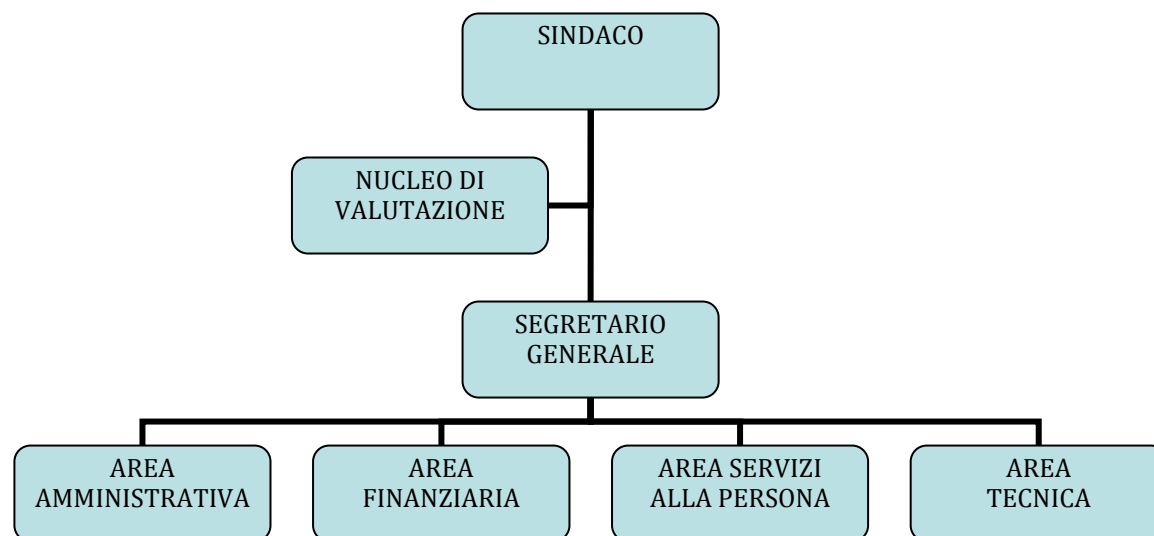 SINDACO
NUCLEO DI
VALUTAZIONE
SEGRETARIO
GENERALE
AREA
AMMINISTRATIVA
AREA
FINANZIARIA
AREA SERVIZI
ALLA PERSONA
AREA
TECNICA